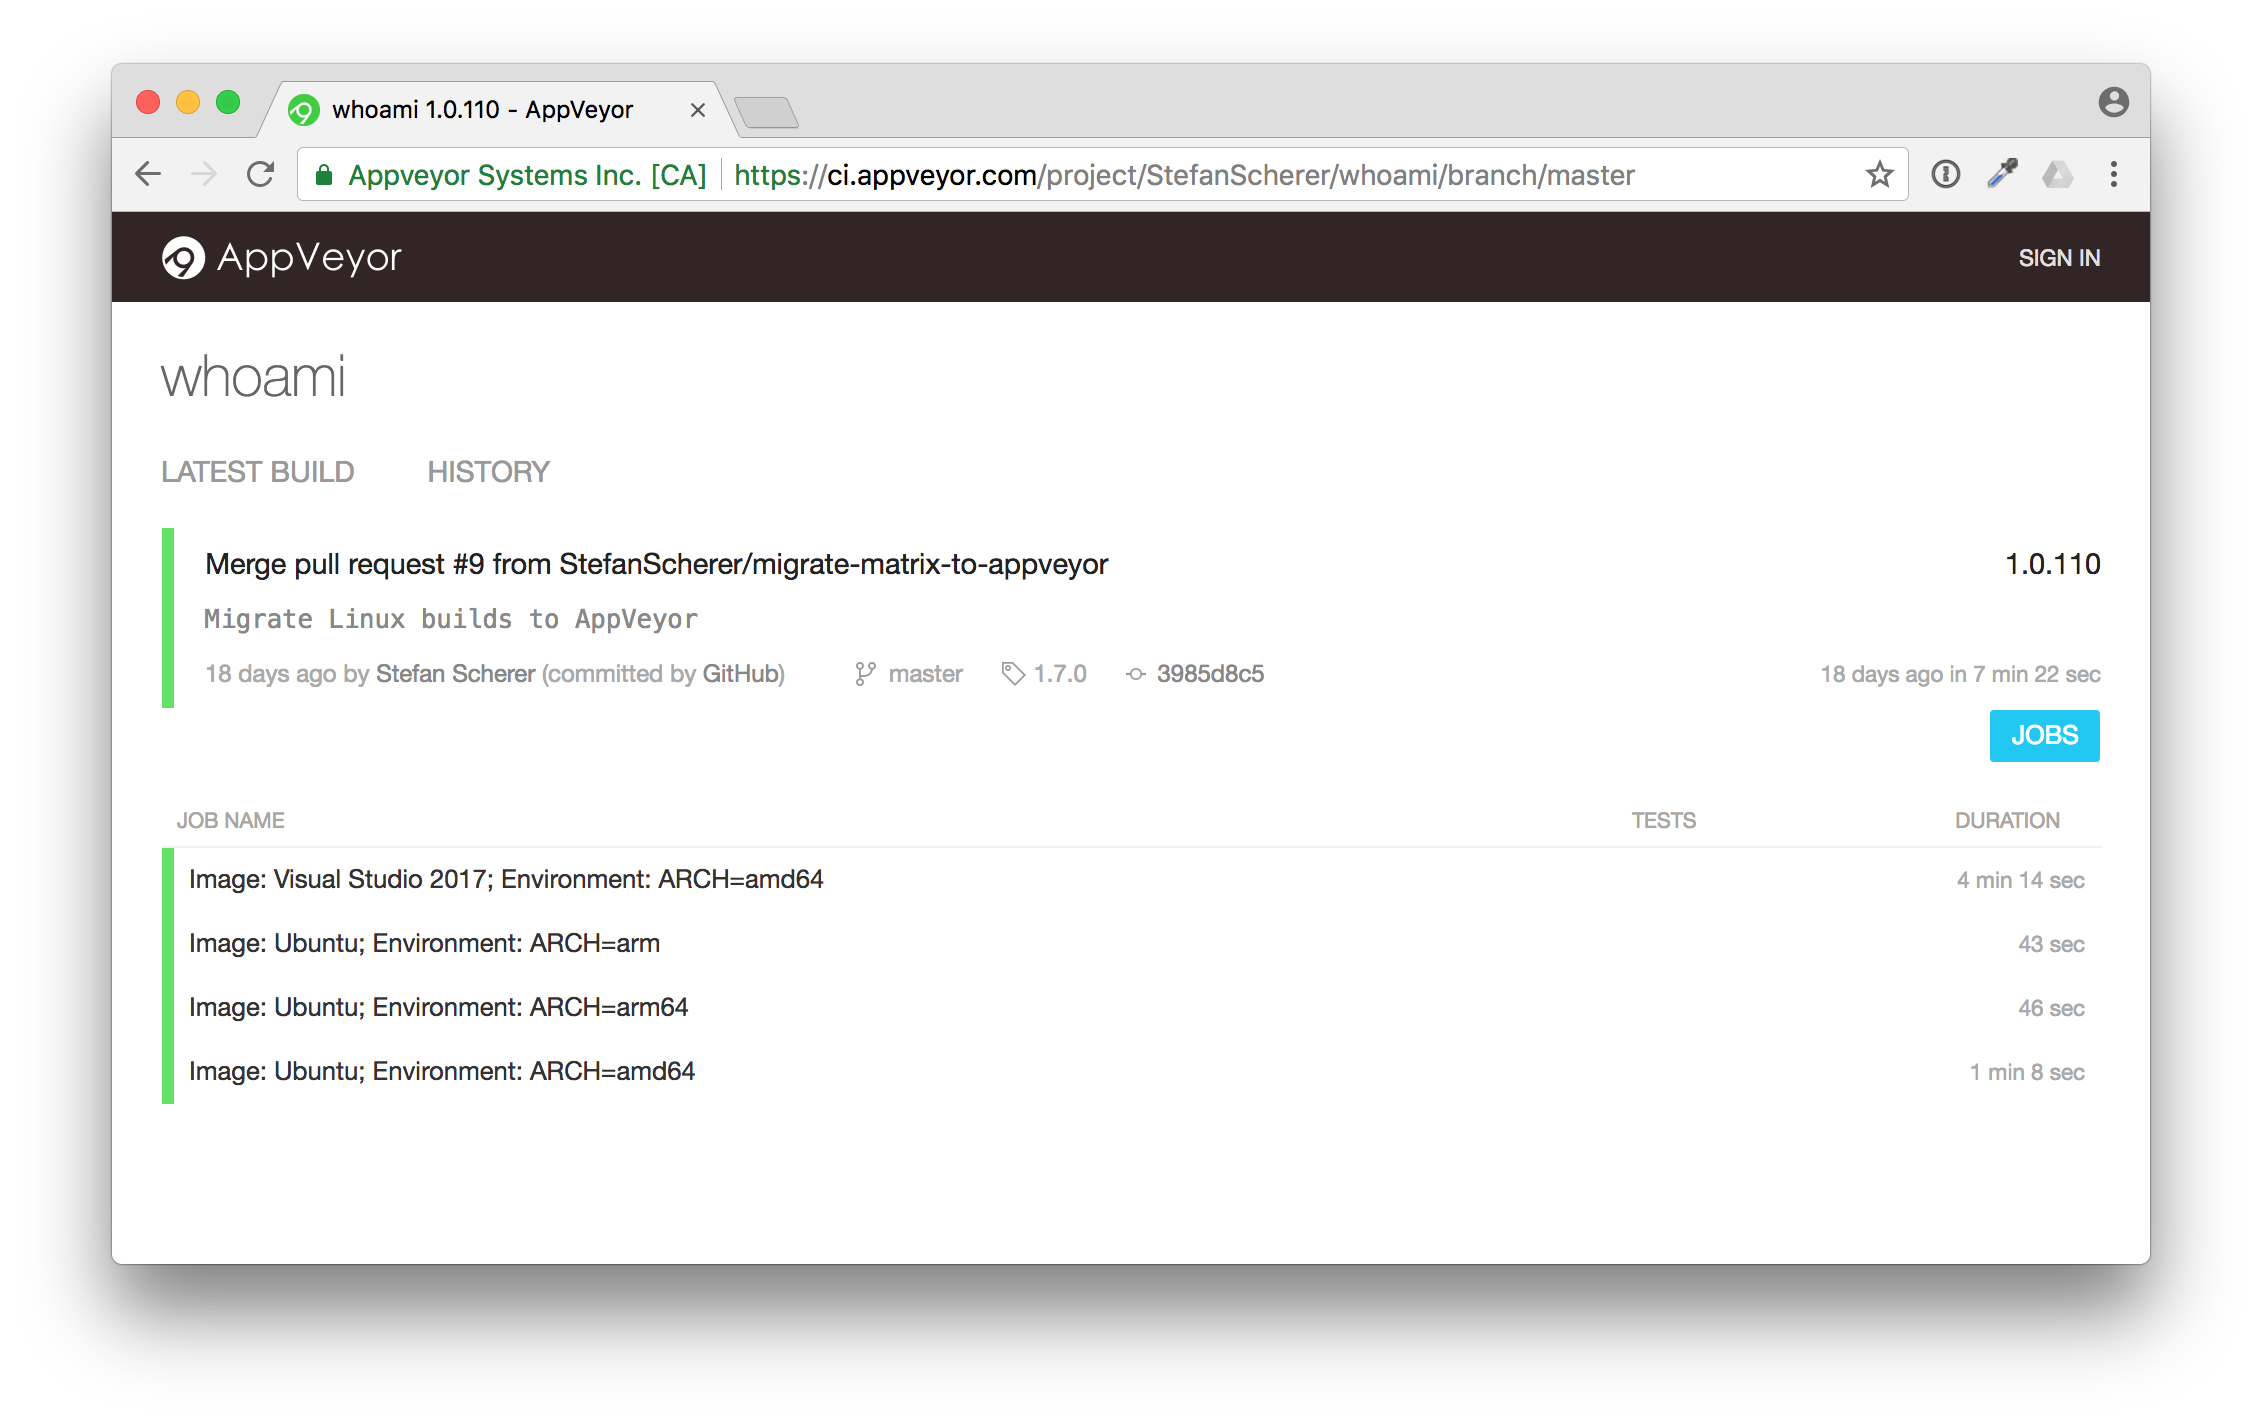 whoami 1.0.110 - AppVeyor
Appveyor Systems Inc. [CA] https://ci.appveyor.com/project/StefanScherer/whoami/branch/master
AppVeyor SIGN IN
whoami
LATEST BUILD HISTORY
Merge pull request #9 from StefanScherer/migrate-matrix-to-appveyor 1.0.110
Migrate Linux builds to AppVeyor
18 days ago by Stefan Scherer (committed by GitHub) master 1.7.0 3985d8c5 18 days ago in 7 min 22 sec
JOBS
JOB NAME TESTS DURATION
Image: Visual Studio 2017; Environment: ARCH=amd64 4 min 14 sec
Image: Ubuntu; Environment: ARCH=arm 43 sec
Image: Ubuntu; Environment: ARCH=arm64 46 sec
Image: Ubuntu; Environment: ARCH=amd64 1 min 8 sec